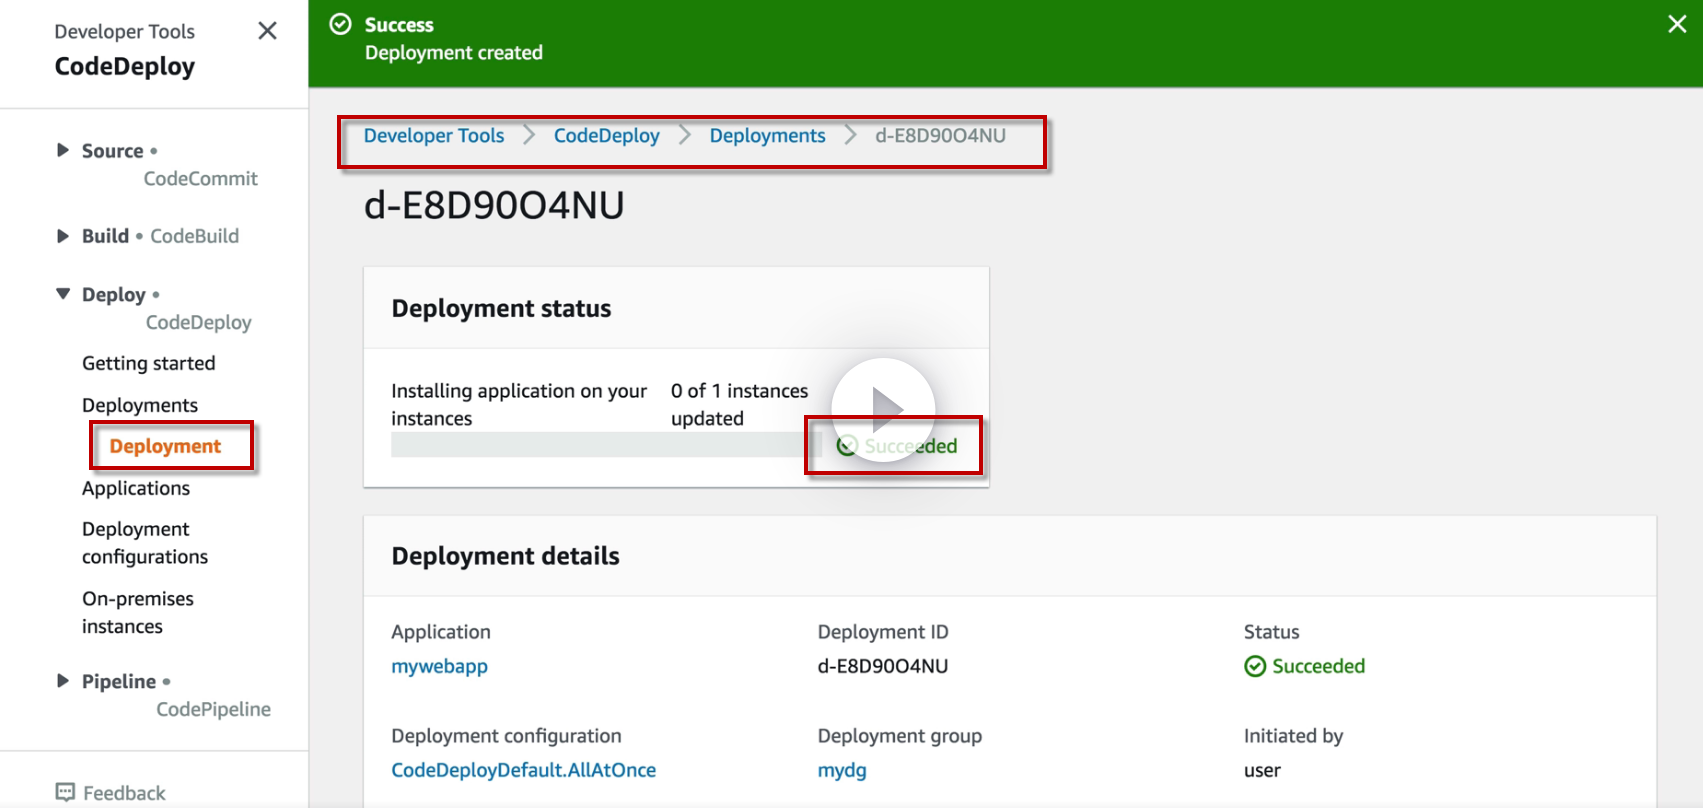 Developer Tools
CodeDeploy
Source •
CodeCommit
Build • CodeBuild
Deploy •
CodeDeploy
Getting started
Deployments
Deployment
Applications
Deployment
configurations
On-premises
instances
Pipeline •
CodePipeline
Feedback
Success
Deployment created
Developer Tools > CodeDeploy > Deployments > d-E8D90O4NU
d-E8D90O4NU
Deployment status
Installing application on your
instances
0 of 1 instances
updated
Succeeded
Deployment details
Application
mywebapp
Deployment ID
d-E8D90O4NU
Status
Succeeded
Deployment configuration
CodeDeployDefault.AllAtOnce
Deployment group
mydg
Initiated by
user